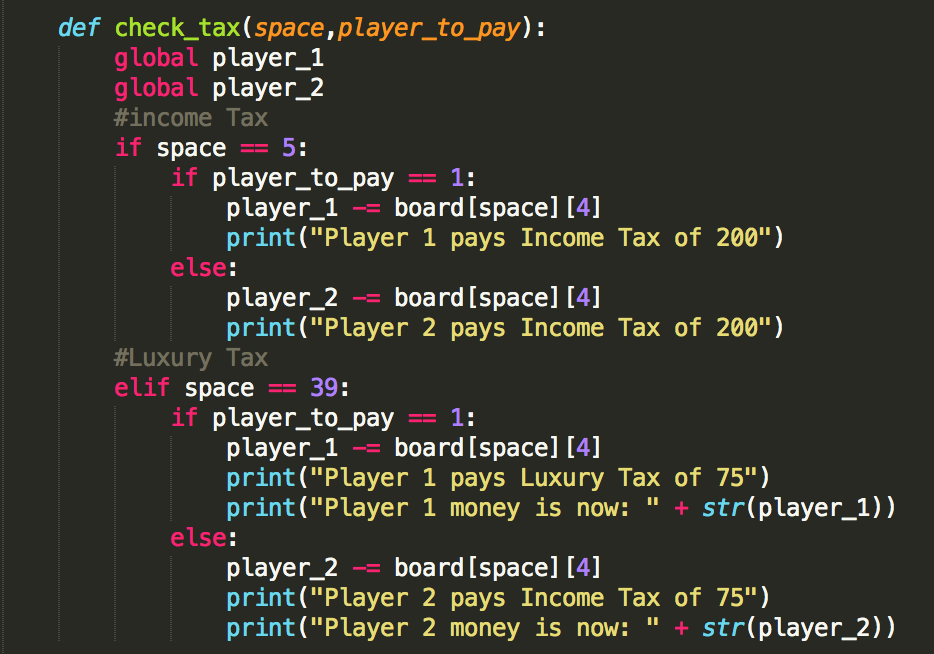 def check_tax(space,player_to_pay):
    global player_1
    global player_2
    #income Tax
    if space == 5:
        if player_to_pay == 1:
            player_1 -= board[space][4]
            print("Player 1 pays Income Tax of 200")
        else:
            player_2 -= board[space][4]
            print("Player 2 pays Income Tax of 200")
    #Luxury Tax
    elif space == 39:
        if player_to_pay == 1:
            player_1 -= board[space][4]
            print("Player 1 pays Luxury Tax of 75")
            print("Player 1 money is now: " + str(player_1))
        else:
            player_2 -= board[space][4]
            print("Player 2 pays Income Tax of 75")
            print("Player 2 money is now: " + str(player_2))